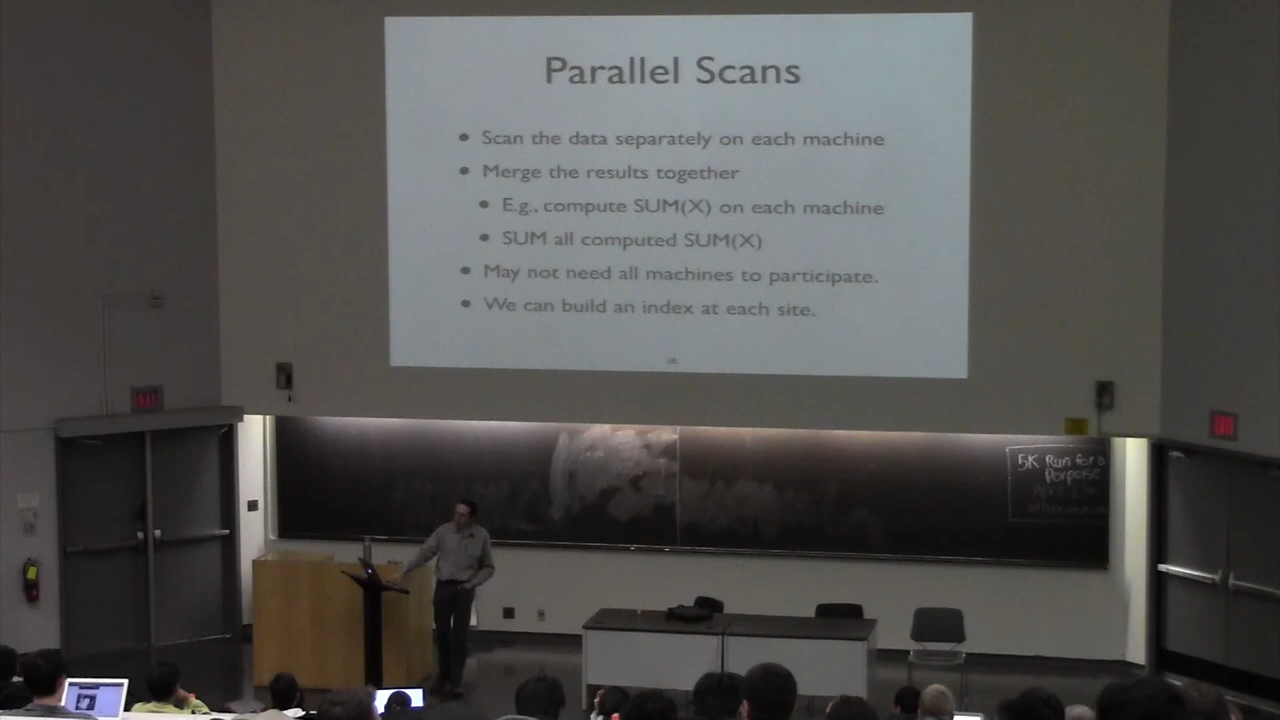 Parallel Scans
• Scan the data separately on each machine
• Merge the results together
• E.g., compute SUM(X) on each machine
• SUM all computed SUM(X)
• May not need all machines to participate.
• We can build an index at each site.
EXIT
EXIT
5K Run for a
Porpoise
April